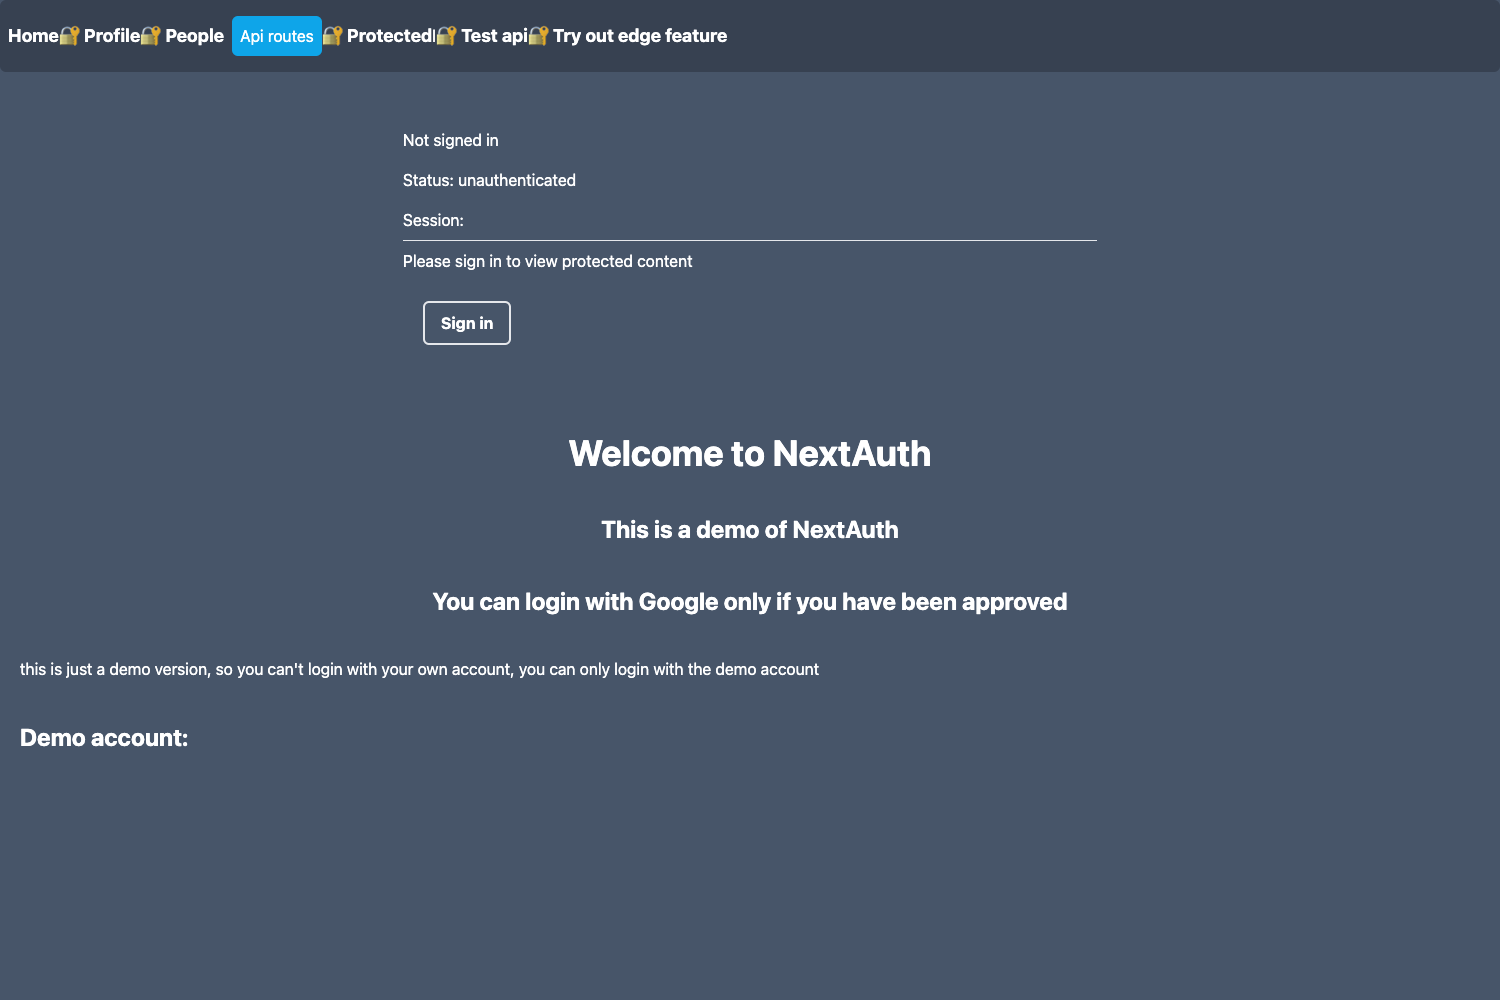 Home🔐 Profile🔐 People Api routes🔐 Protected🔐 Test api🔐 Try out edge feature
Not signed in
Status: unauthenticated
Session:
Please sign in to view protected content
Sign in
Welcome to NextAuth
This is a demo of NextAuth
You can login with Google only if you have been approved
this is just a demo version, so you can't login with your own account, you can only login with the demo account
Demo account: